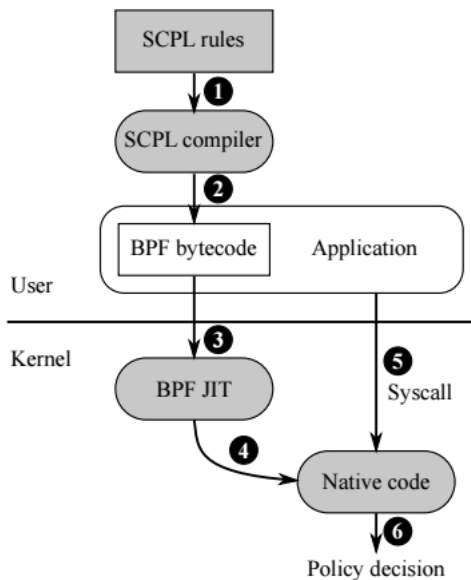 SCPL rules
1
SCPL compiler
2
BPF bytecode
Application
User
Kernel
3
5
BPF JIT
Syscall
4
Native code
6
Policy decision